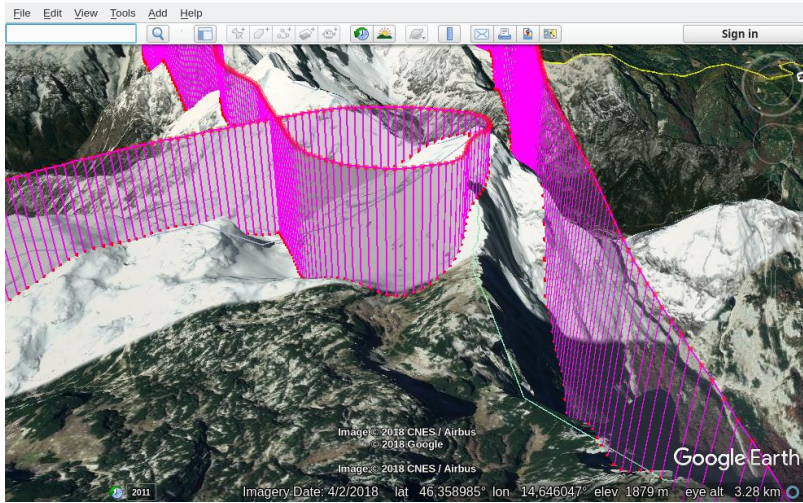 File Edit View Tools Add Help
Sign in
Image © 2018 CNES / Airbus
© 2018 Google
Image © 2018 CNES / Airbus
Google Earth
2011
Imagery Date: 4/2/2018 lat 46,358985° lon 14,646047° elev 1879 m eye alt 3.28 km